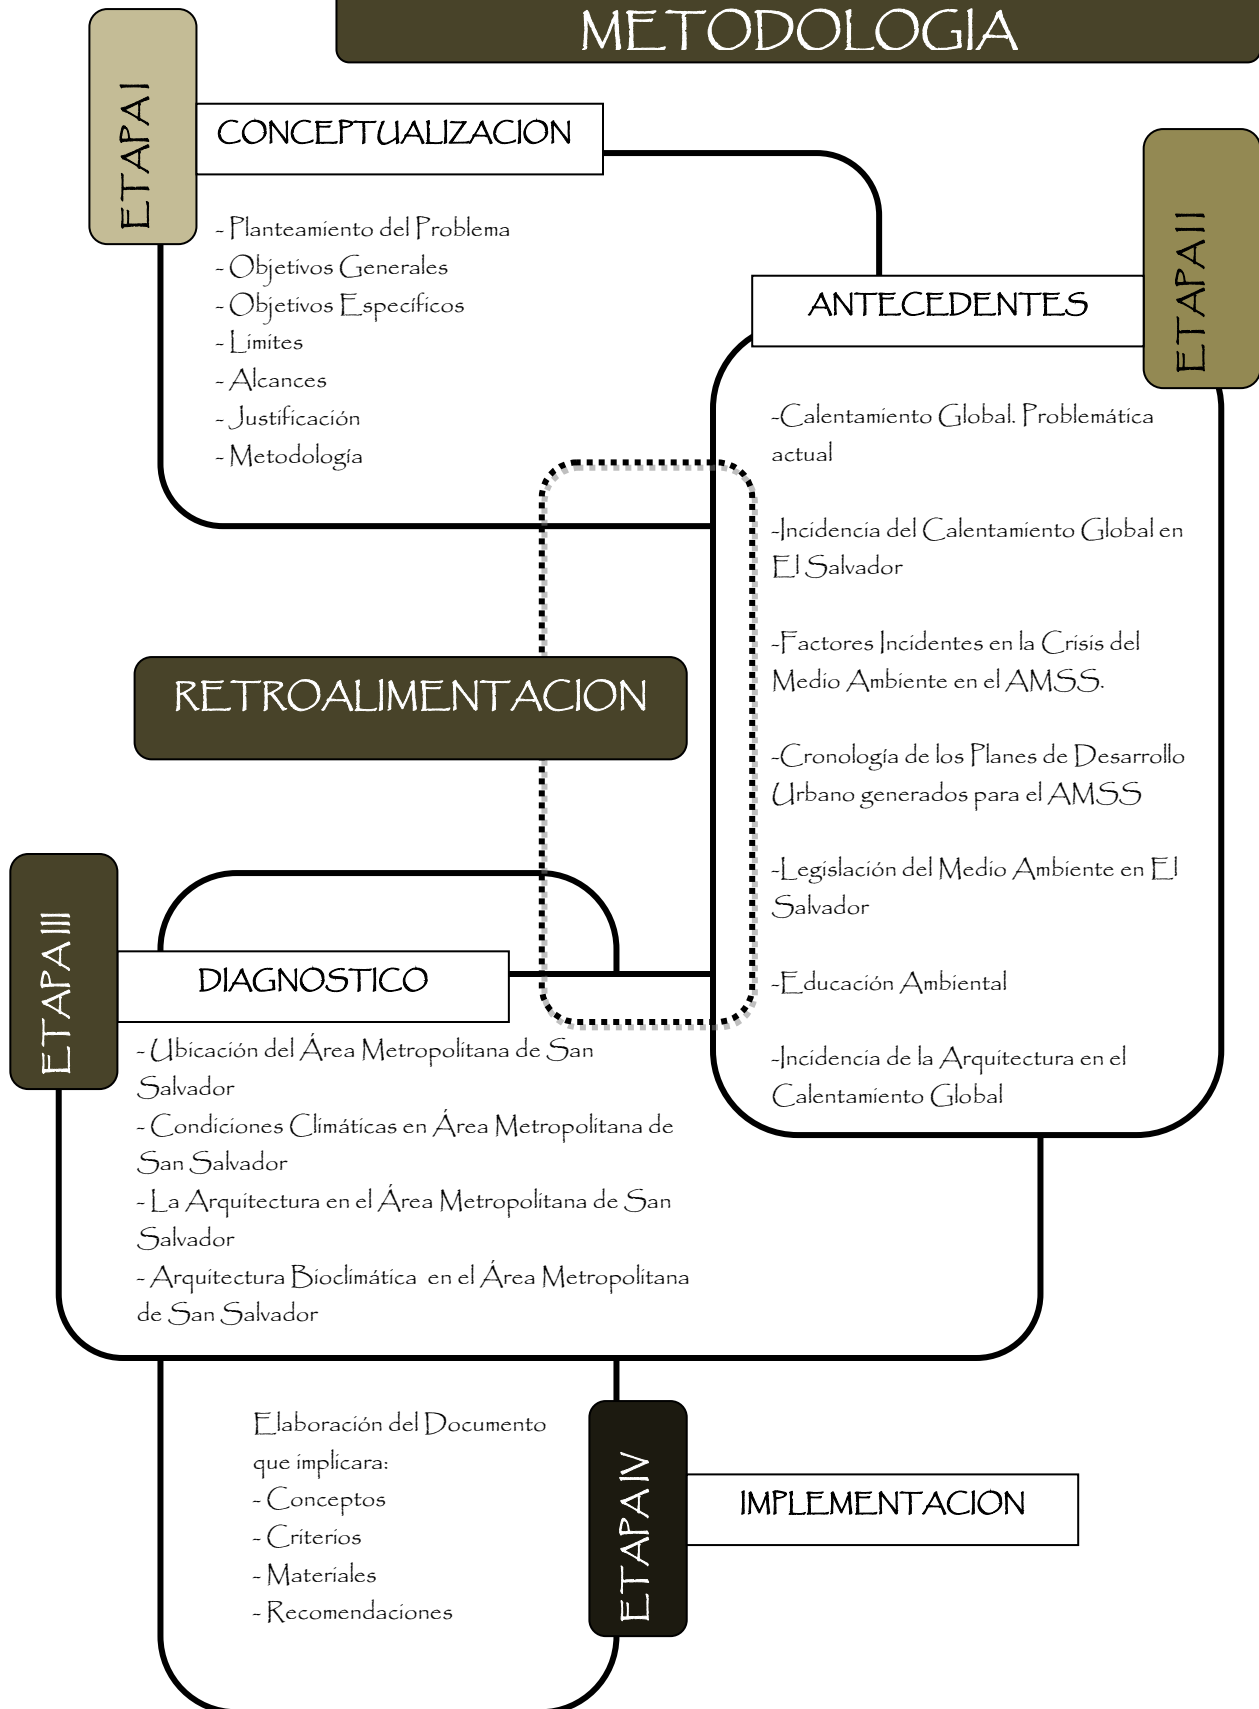 METODOLOGIA
ETAPA I
CONCEPTUALIZACION
- Planteamiento del Problema
- Objetivos Generales
- Objetivos Específicos
- Limites
- Alcances
- Justificación
- Metodología
ETAPA II
ANTECEDENTES
-Calentamiento Global. Problemática
actual
-Incidencia del Calentamiento Global en
El Salvador
-Factores Incidentes en la Crisis del
Medio Ambiente en el AMSS.
-Cronología de los Planes de Desarrollo
Urbano generados para el AMSS
-Legislación del Medio Ambiente en El
Salvador
-Educación Ambiental
-Incidencia de la Arquitectura en el
Calentamiento Global
RETROALIMENTACION
ETAPA III
DIAGNOSTICO
- Ubicación del Área Metropolitana de San
Salvador
- Condiciones Climáticas en Área Metropolitana de
San Salvador
- La Arquitectura en el Área Metropolitana de San
Salvador
- Arquitectura Bioclimática  en el Área Metropolitana
de San Salvador
Elaboración del Documento
que implicara:
- Conceptos
- Criterios
- Materiales
- Recomendaciones
ETAPA IV
IMPLEMENTACION